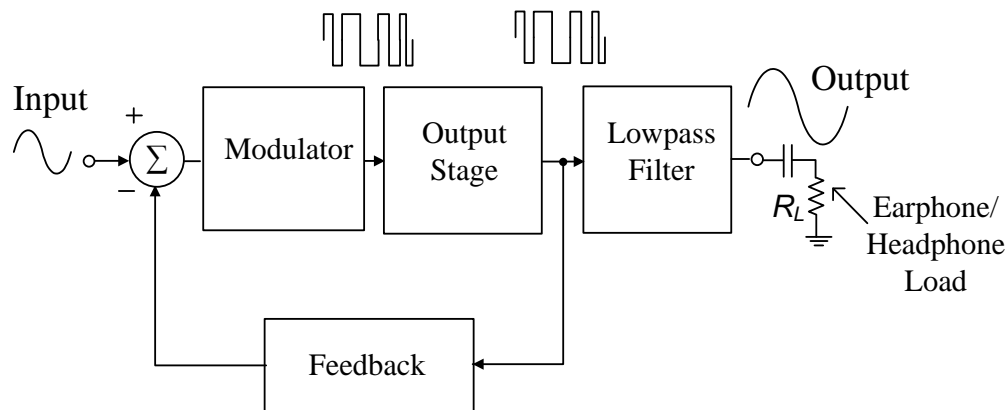 Input
+
Σ
−
Modulator
Output
Stage
Lowpass
Filter
Output
R_L
Earphone/
Headphone
Load
Feedback